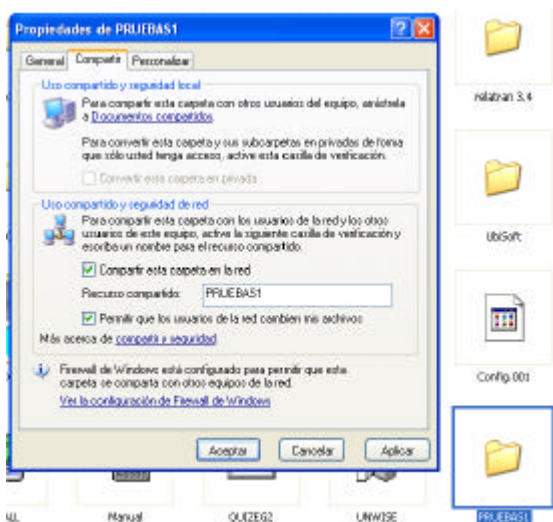 Propiedades de PRUEBAS1
General Compartir Personalizar
Uso compartido y seguridad local
Para compartir esta carpeta con otros usuarios del equipo, arrástrela
a Documentos compartidos.
Para convertir esta carpeta y sus subcarpetas en privadas de forma
que sólo usted tenga acceso, active esta casilla de verificación.
Convertir esta carpeta en privada
Uso compartido y seguridad de red
Para compartir esta carpeta con los usuarios de la red y los otros
usuarios de este equipo, active la siguiente casilla de verificación y
escriba un nombre para el recurso compartido.
Compartir esta carpeta en la red
Recurso compartido: PRUEBAS1
Permitir que los usuarios de la red cambien mis archivos
Más acerca de compartir y seguridad.
Firewall de Windows está configurado para permitir que esta
carpeta se comparta con otros equipos de la red.
Ver la configuración de Firewall de Windows
Aceptar Cancelar Aplicar
relatran 3.4
UbiSoft
Config.001
Manual QUIZEG2 UNWISE PRUEBAS1